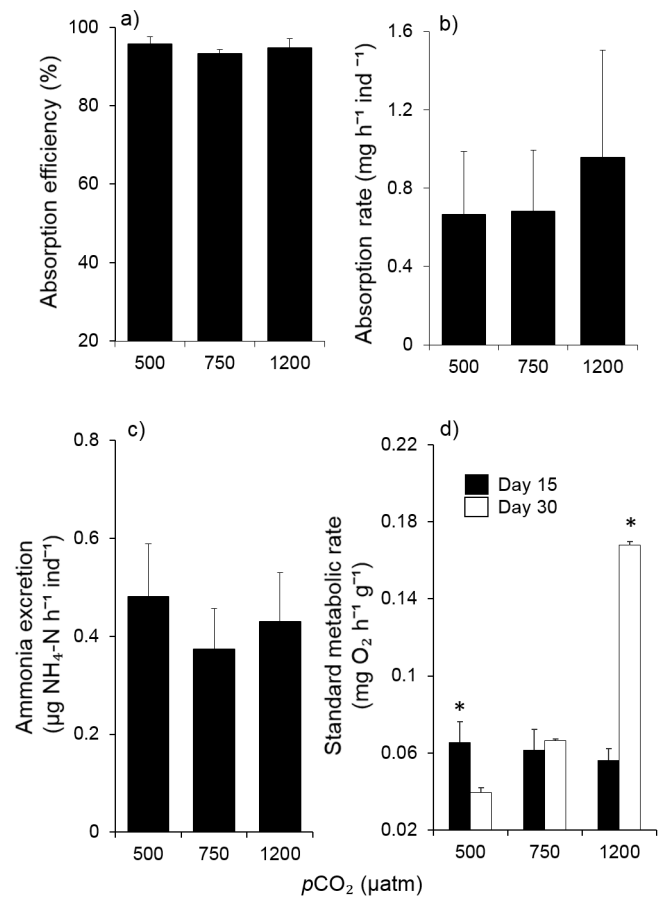 a)
Absorption efficiency (%)
100
80
60
40
20
500 750 1200
b)
Absorption rate (mg h⁻¹ ind ⁻¹)
1.6
1.2
0.8
0.4
0
500 750 1200
c)
Ammonia excretion
(µg NH₄-N h⁻¹ ind⁻¹)
0.8
0.6
0.4
0.2
0
500 750 1200
d)
Standard metabolic rate
(mg O₂ h⁻¹ g⁻¹)
0.22
0.18
0.14
0.1
0.06
0.02
Day 15
Day 30
*
*
500 750 1200
pCO₂ (µatm)